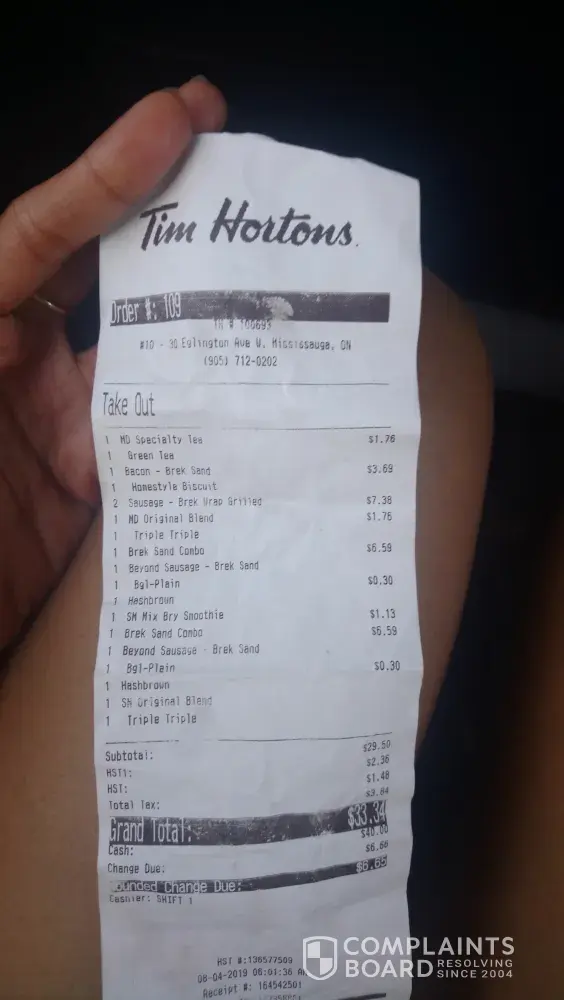 Tim Hortons.
Order #: 109
TH # 100693
#10 - 30 Eglington Ave W. Mississauga, ON
(905) 712-0202
Take Out
1 MD Specialty Tea $1.76
1 Green Tea
1 Bacon - Brek Sand $3.69
1 Homestyle Biscuit
2 Sausage - Brek Wrap Grilled $7.38
1 MD Original Blend $1.76
1 Triple Triple
1 Brek Sand Combo $6.59
1 Beyond Sausage - Brek Sand
1 Bgl-Plain $0.30
1 Hashbrown
1 SM Mix Bry Smoothie $1.13
1 Brek Sand Combo $6.59
1 Beyond Sausage - Brek Sand
1 Bgl-Plain $0.30
1 Hashbrown
1 SM Original Blend
1 Triple Triple
Subtotal: $29.50
HST1: $2.36
HST: $1.48
Total Tax: $3.84
Grand Total: $33.34
Cash: $40.00
Change Due: $6.66
Rounded Change Due: $6.65
Cashier: SHIFT 1
HST #:136577509
08-04-2019 06:01:36 AM
Receipt #: 164542501
COMPLAINTS
BOARD RESOLVING
SINCE 2004